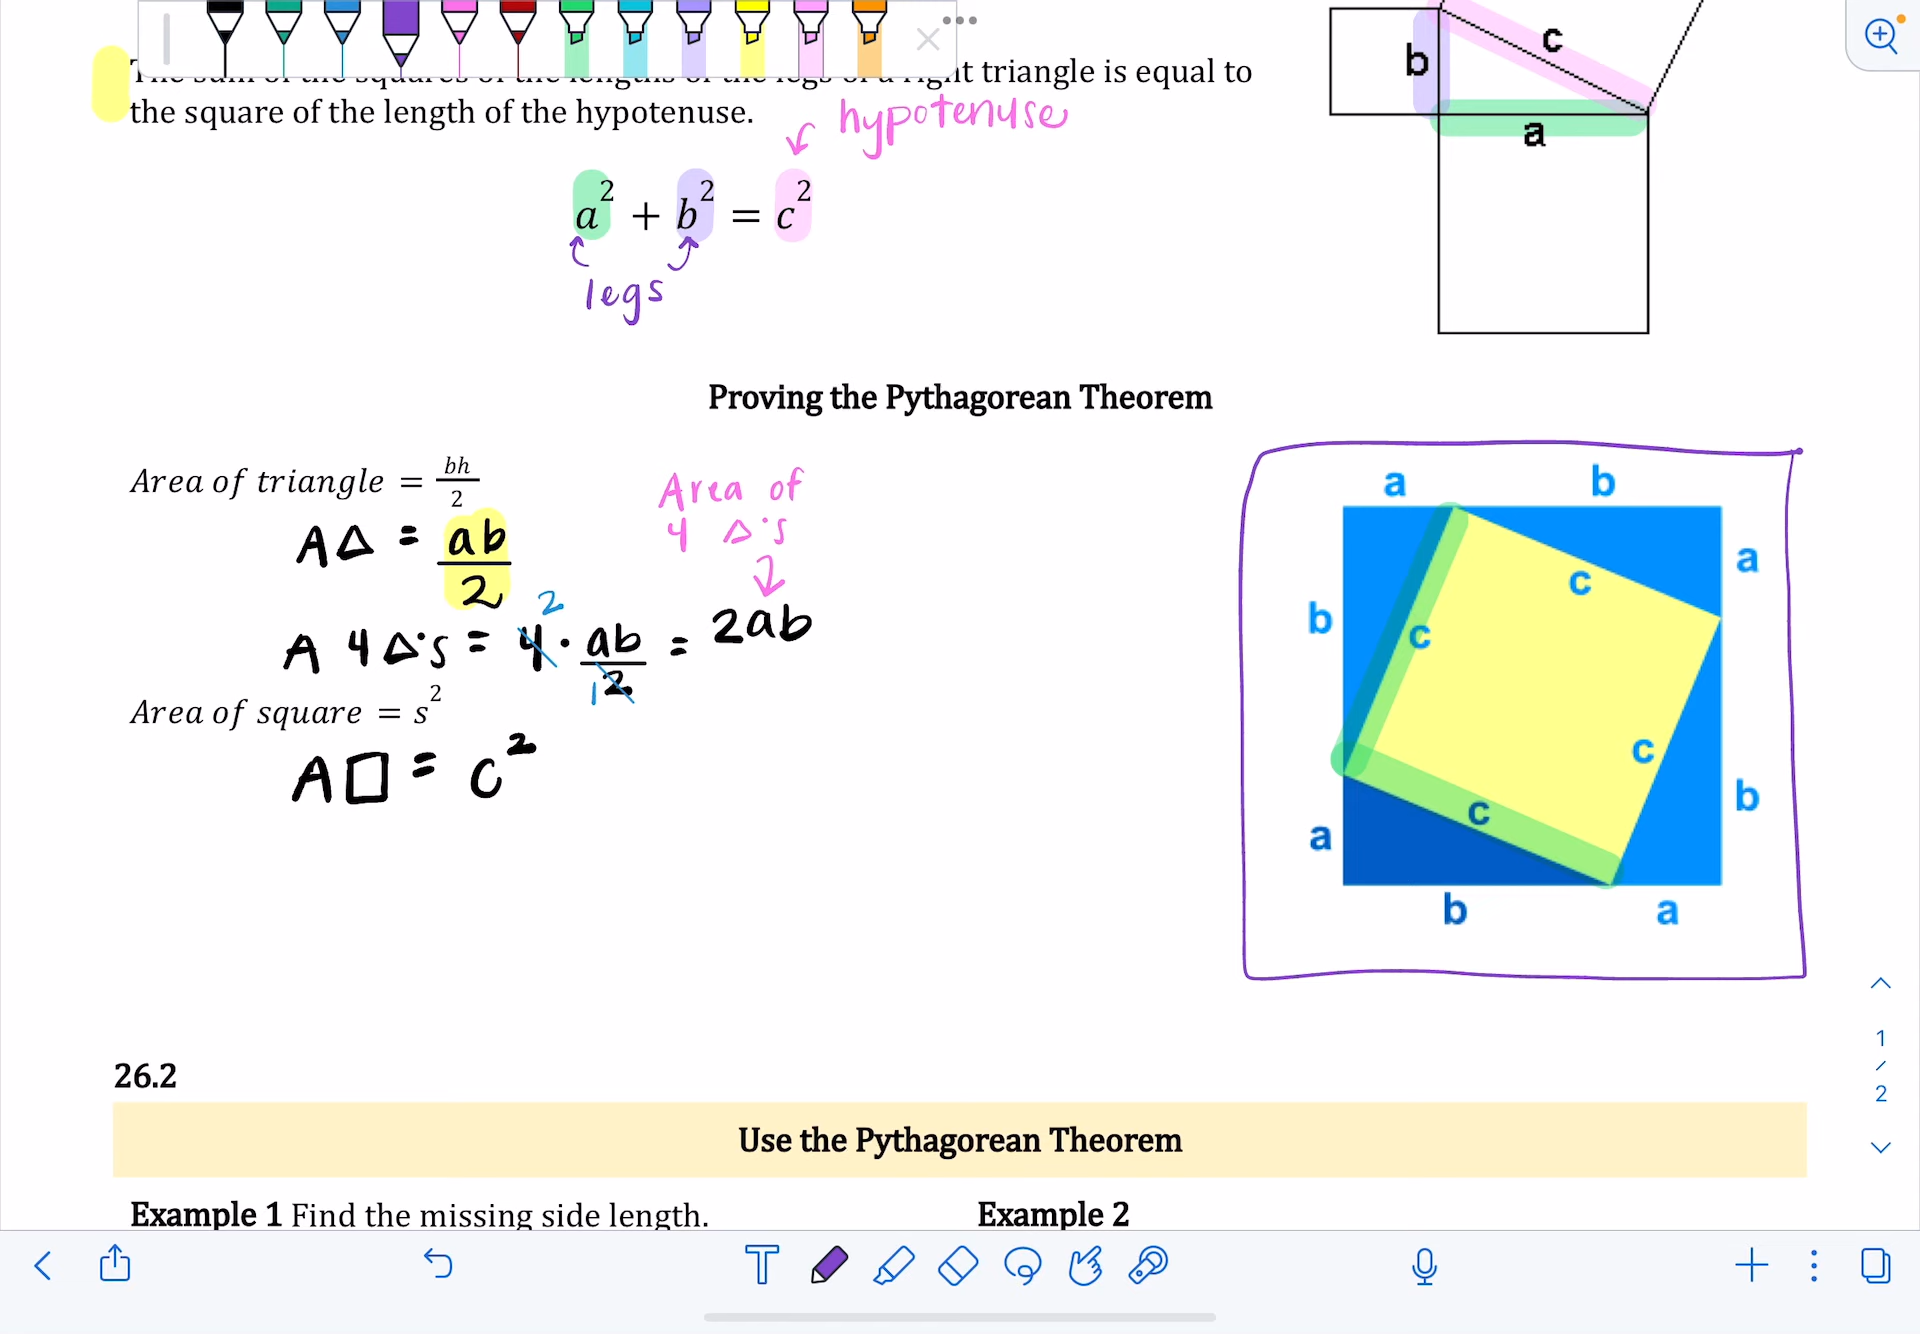 b
c
a
right triangle is equal to
the square of the length of the hypotenuse.
hypotenuse
a² + b² = c²
legs
Proving the Pythagorean Theorem
Area of triangle = bh/2
A△ = ab/2
Area of
4 △'s
A 4△'s = 4 · ab/2 = 2ab
2
1
Area of square = s²
A□ = c²
a b
a
b
c
c
c
c
b
a
b a
26.2
Use the Pythagorean Theorem
Example 1 Find the missing side length.
Example 2
1
/
2
T